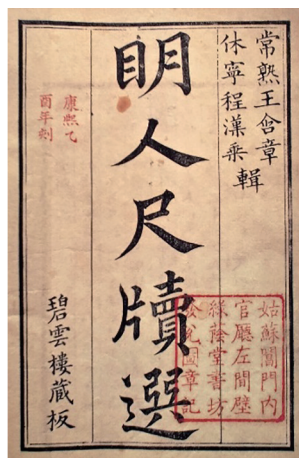 常熟王含章
休寧程漢乘輯
眀人尺牘選
碧雲樓藏板
康熙乙
酉年刻
姑蘇閶門內
官廳左間壁
綠蔭堂書坊
發兌圖章記